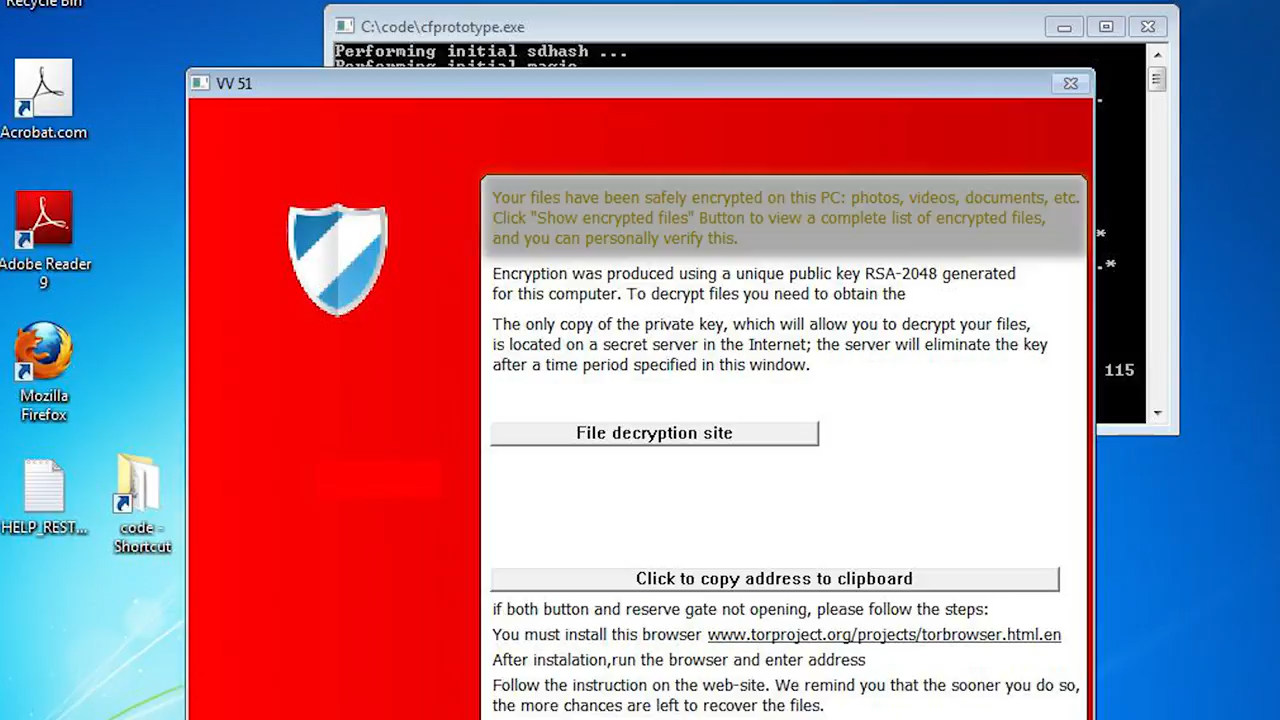 C:\code\cfprototype.exe
Performing initial sdhash ...
Performing initial magic
VV 51
Acrobat.com
Adobe Reader
9
Mozilla
Firefox
HELP_REST...
code -
Shortcut
Your files have been safely encrypted on this PC: photos, videos, documents, etc.
Click "Show encrypted files" Button to view a complete list of encrypted files,
and you can personally verify this.
Encryption was produced using a unique public key RSA-2048 generated
for this computer. To decrypt files you need to obtain the
The only copy of the private key, which will allow you to decrypt your files,
is located on a secret server in the Internet; the server will eliminate the key
after a time period specified in this window.
File decryption site
Click to copy address to clipboard
if both button and reserve gate not opening, please follow the steps:
You must install this browser www.torproject.org/projects/torbrowser.html.en
After instalation,run the browser and enter address
Follow the instruction on the web-site. We remind you that the sooner you do so,
the more chances are left to recover the files.
*
.*
115